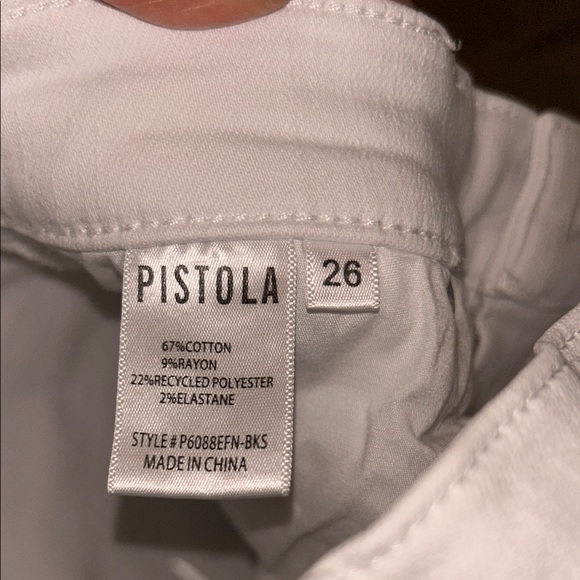 PISTOLA
26
67%COTTON
9%RAYON
22%RECYCLED POLYESTER
2%ELASTANE
STYLE#P6088EFN-BKS
MADE IN CHINA